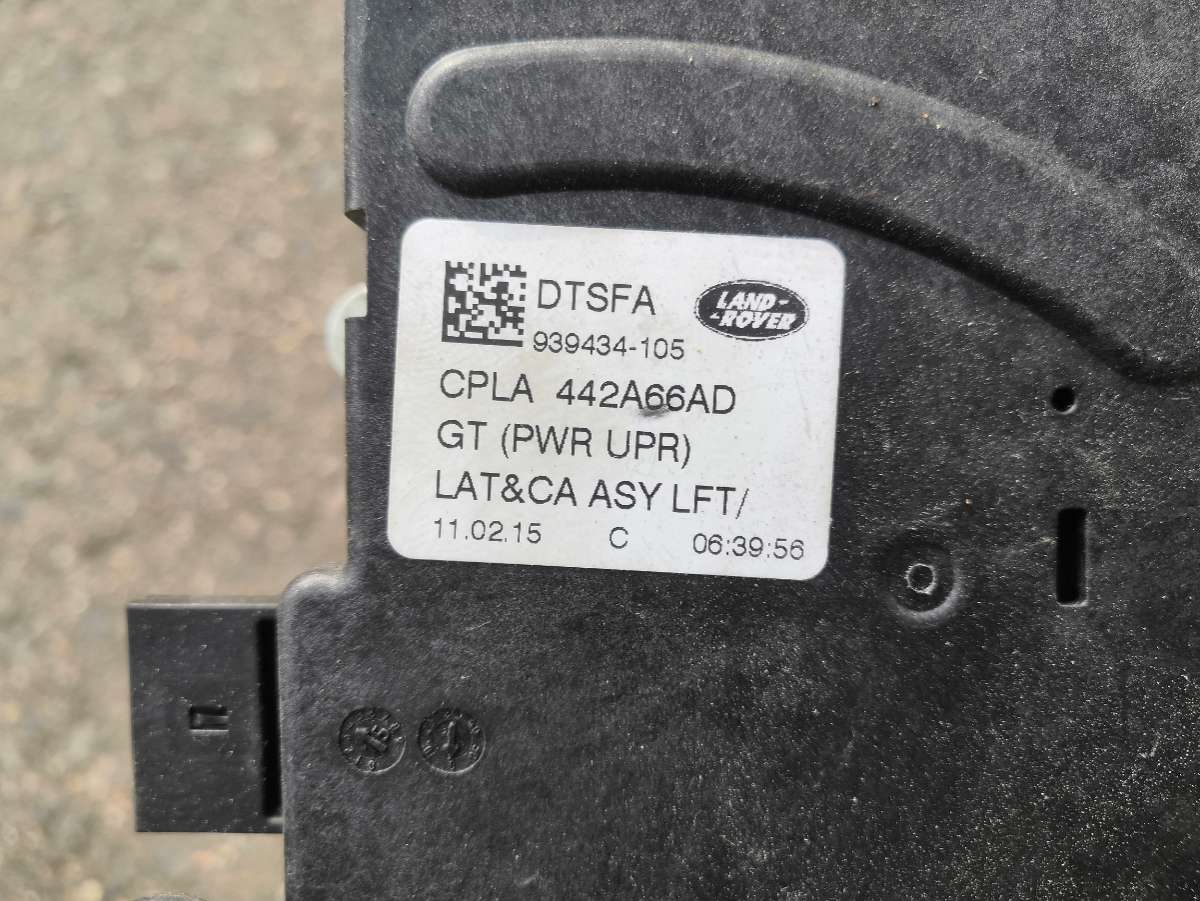 DTSFA
LAND-
-ROVER
939434-105
CPLA 442A66AD
GT (PWR UPR)
LAT&CA ASY LFT/
11.02.15 C 06:39:56